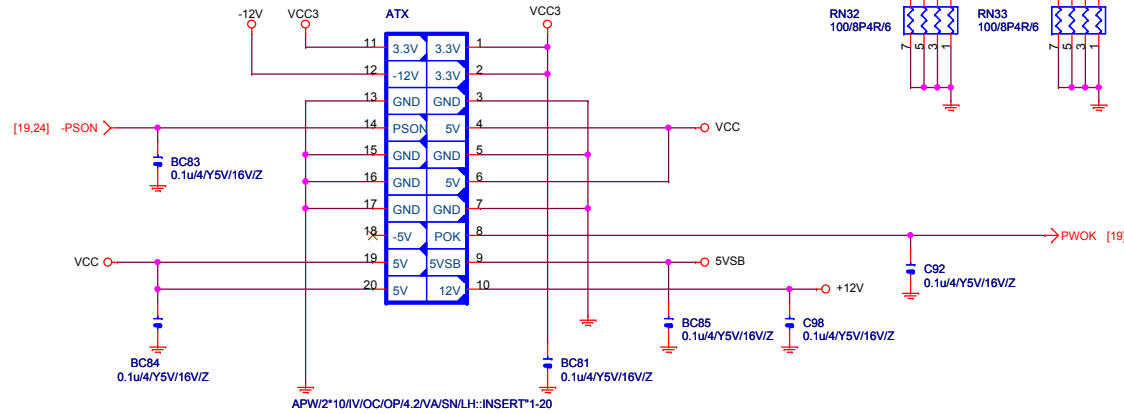 -12V VCC3 ATX VCC3
RN32 RN33
100/8P4R/6 100/8P4R/6
7 5 3 1 7 5 3 1
11 3.3V 3.3V 1
12 -12V 3.3V 2
13 GND GND 3
[19,24] -PSON 14 PSON 5V 4 VCC
15 GND GND 5
BC83
0.1u/4/Y5V/16V/Z
16 GND 5V 6
17 GND GND 7
18 -5V POK 8 PWOK [19]
VCC 19 5V 5VSB 9 5VSB
20 5V 12V 10 +12V
C92
0.1u/4/Y5V/16V/Z
BC85 C98
0.1u/4/Y5V/16V/Z 0.1u/4/Y5V/16V/Z
BC84 BC81
0.1u/4/Y5V/16V/Z 0.1u/4/Y5V/16V/Z
APW/2*10/IV/OC/OP/4.2/VA/SN/LH::INSERT"1-20